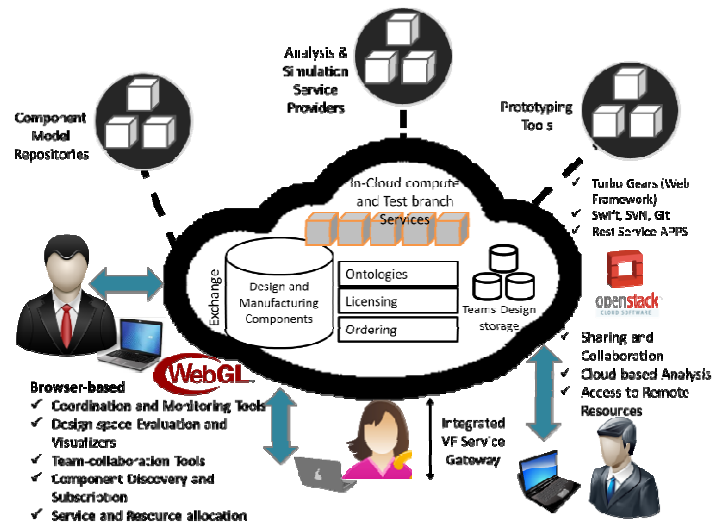 Analysis &
Simulation
Service
Providers
Component
Model
Repositories
Prototyping
Tools
In-Cloud compute
and Test branch
Services
✓ Turbo Gears (Web
Framework)
✓ Swift, SVN, Git
✓ Rest Service APPS
Exchange
Design and
Manufacturing
Components
Ontologies
Licensing
Ordering
Teams Design
storage
openstack
CLOUD SOFTWARE
WebGL
✓ Sharing and
Collaboration
✓ Cloud based Analysis
✓ Access to Remote
Resources
Browser-based
✓ Coordination and Monitoring Tools
✓ Design space Evaluation and
Visualizers
✓ Team-collaboration Tools
✓ Component Discovery and
Subscription
✓ Service and Resource allocation
Integrated
VF Service
Gateway